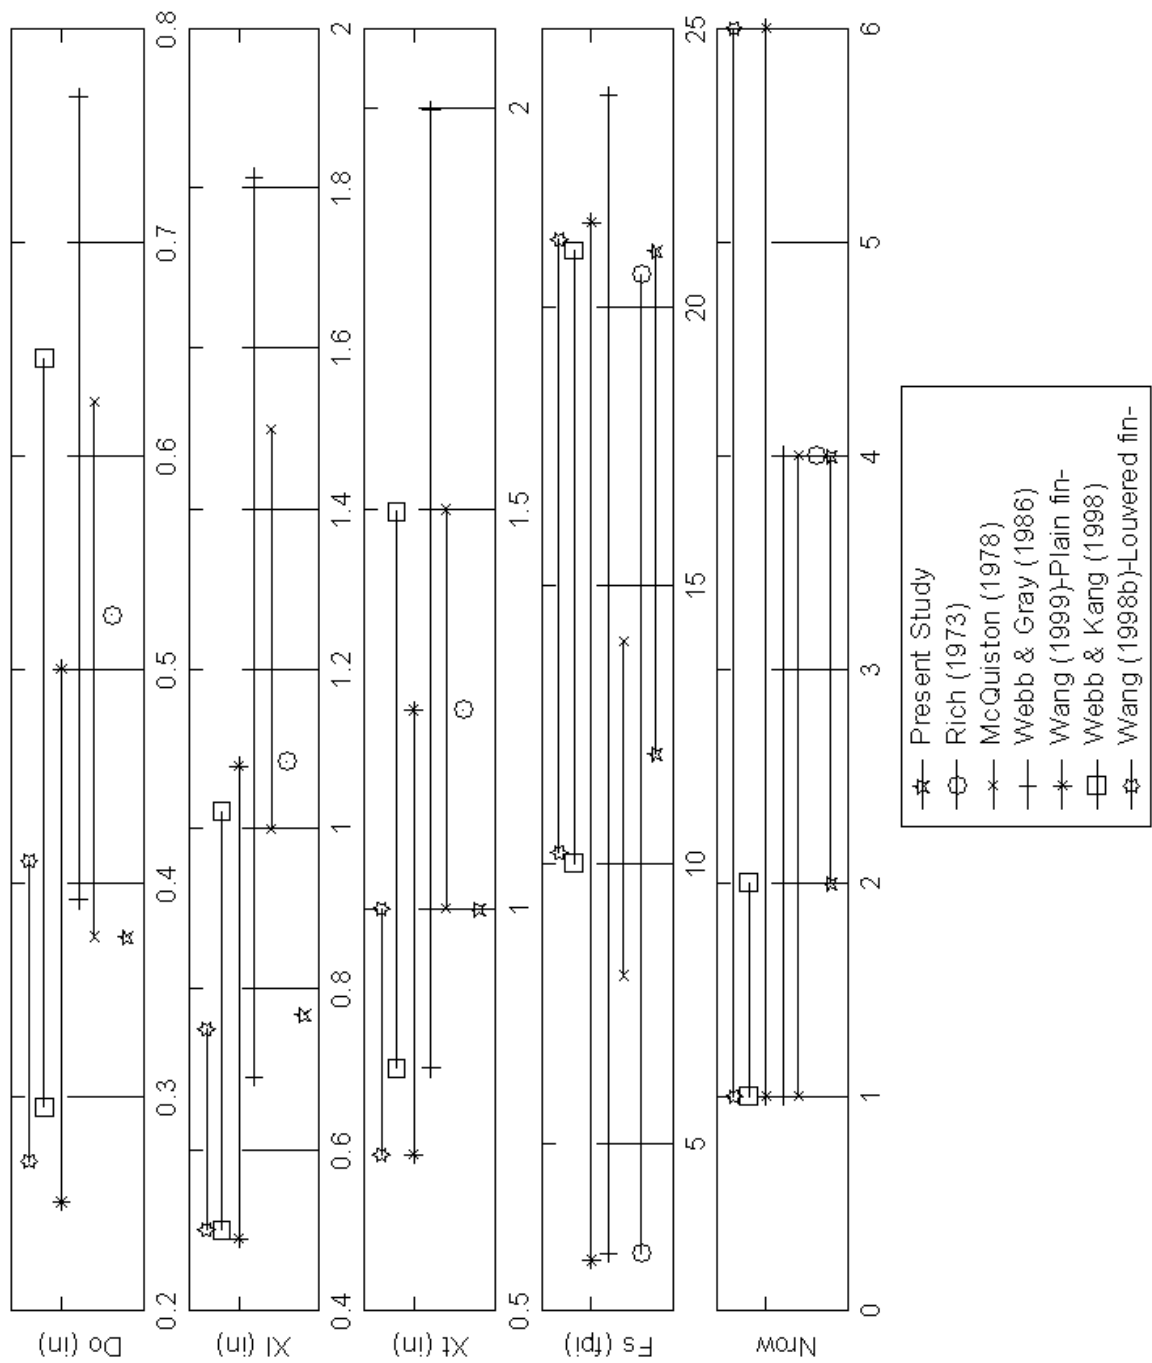 Do (in)
0.2 0.3 0.4 0.5 0.6 0.7 0.8
Xl (in)
0.4 0.6 0.8 1 1.2 1.4 1.6 1.8 2
Xt (in)
0.5 1 1.5 2
Fs (fpi)
5 10 15 20 25
Nrow
0 1 2 3 4 5 6
Present Study
Rich (1973)
McQuiston (1978)
Webb & Gray (1986)
Wang (1999)-Plain fin-
Webb & Kang (1998)
Wang (1998b)-Louvered fin-